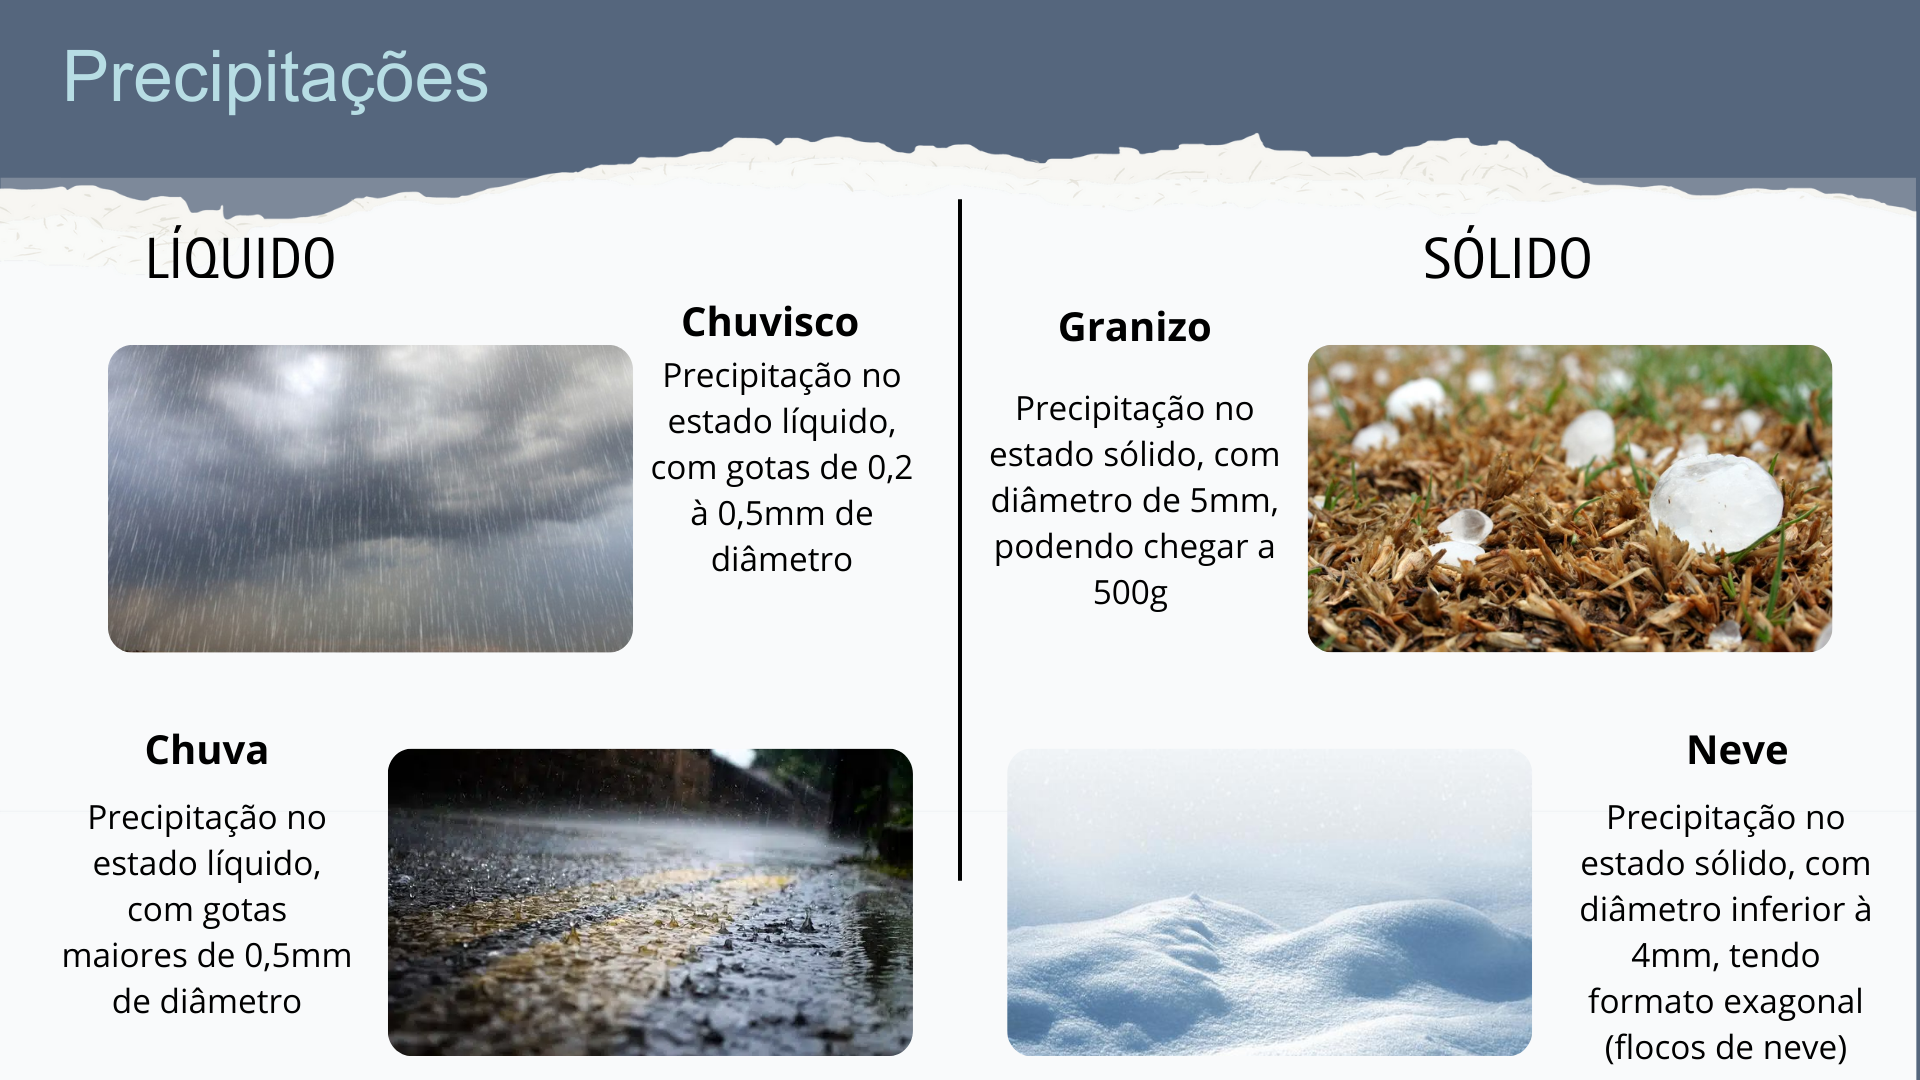 Precipitações
LÍQUIDO
Chuvisco
Precipitação no
estado líquido,
com gotas de 0,2
à 0,5mm de
diâmetro
Chuva
Precipitação no
estado líquido,
com gotas
maiores de 0,5mm
de diâmetro
SÓLIDO
Granizo
Precipitação no
estado sólido, com
diâmetro de 5mm,
podendo chegar a
500g
Neve
Precipitação no
estado sólido, com
diâmetro inferior à
4mm, tendo
formato exagonal
(flocos de neve)